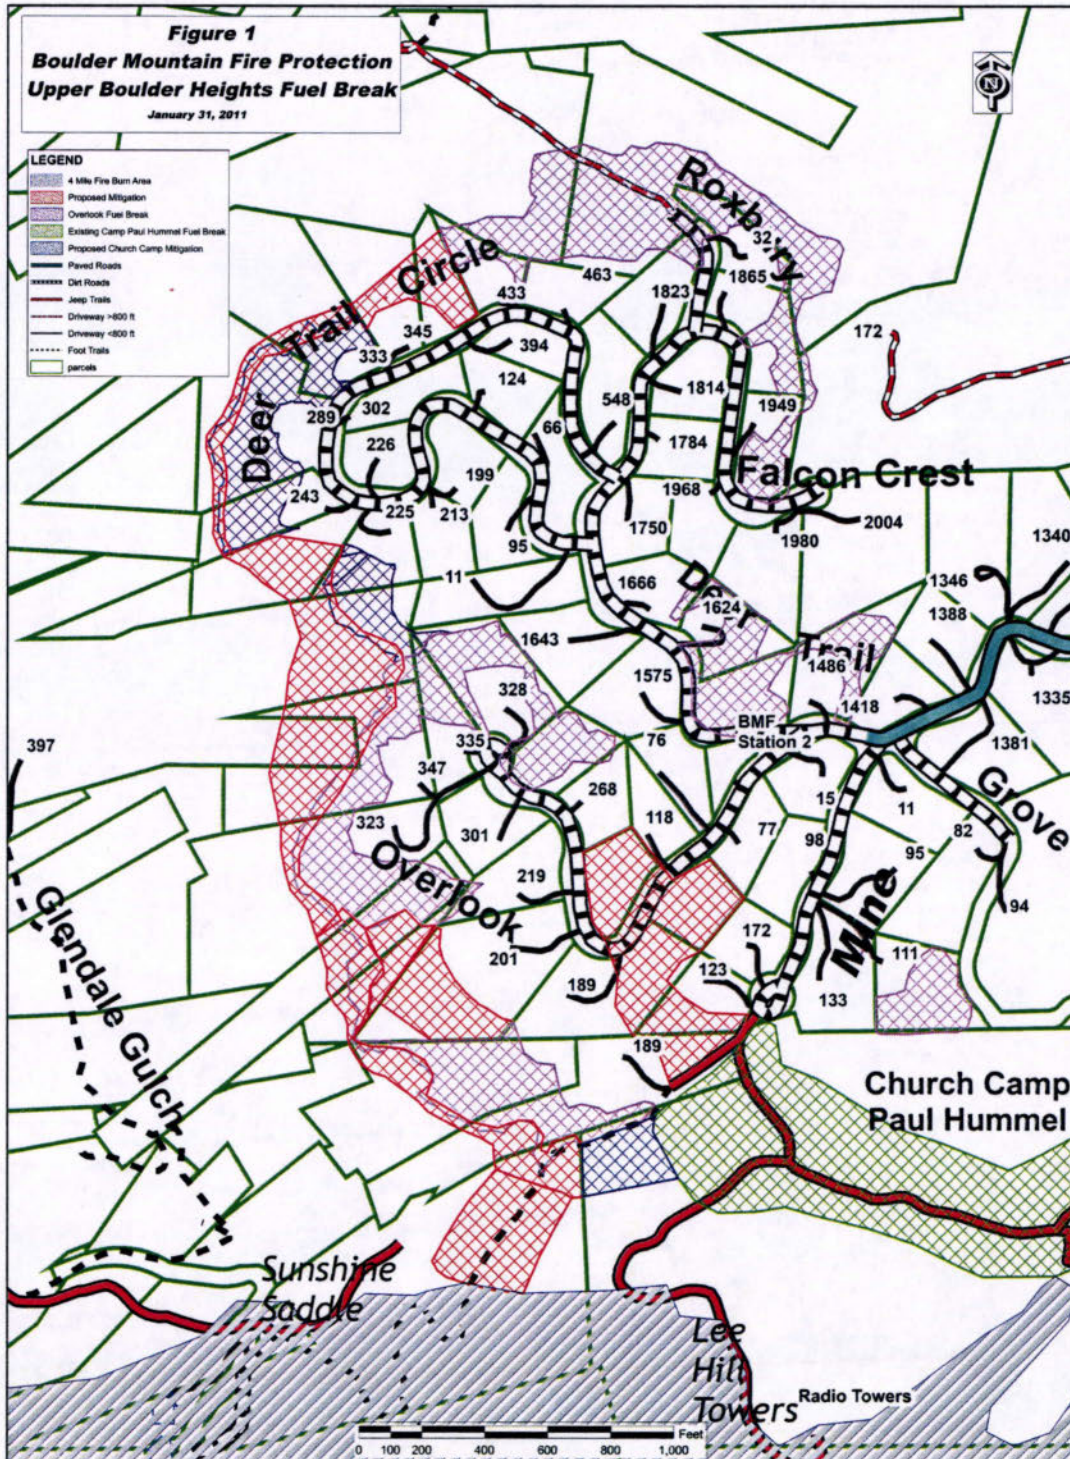 Figure 1
Boulder Mountain Fire Protection
Upper Boulder Heights Fuel Break
January 31, 2011
N
LEGEND
4 Mile Fire Burn Area
Proposed Mitigation
Overlook Fuel Break
Existing Camp Paul Hummel Fuel Break
Proposed Church Camp Mitigation
Paved Roads
Dirt Roads
Jeep Trails
Driveway >800 ft
Driveway <800 ft
Foot Trails
parcels
Roxbury
32
1865
463
433
1823
172
Deer Trail Circle
345
333
394
124
1814
548
1949
302
289
66
226
1784
Falcon Crest
199
243
225
213
1968
2004
1750
95
1980
1340
11
1666
1346
Deer Trail
1624
1388
1643
1486
328
1575
1335
1418
BMF
Station 2
335
76
1381
397
347
Grove
268
15
11
323
118
301
77
98
82
95
Overlook
219
Mine
94
Glendale Gulch
172
201
111
123
189
133
189
Church Camp
Paul Hummel
Sunshine
Saddle
Lee
Hill
Towers
Radio Towers
Feet
0 100 200 400 600 800 1,000